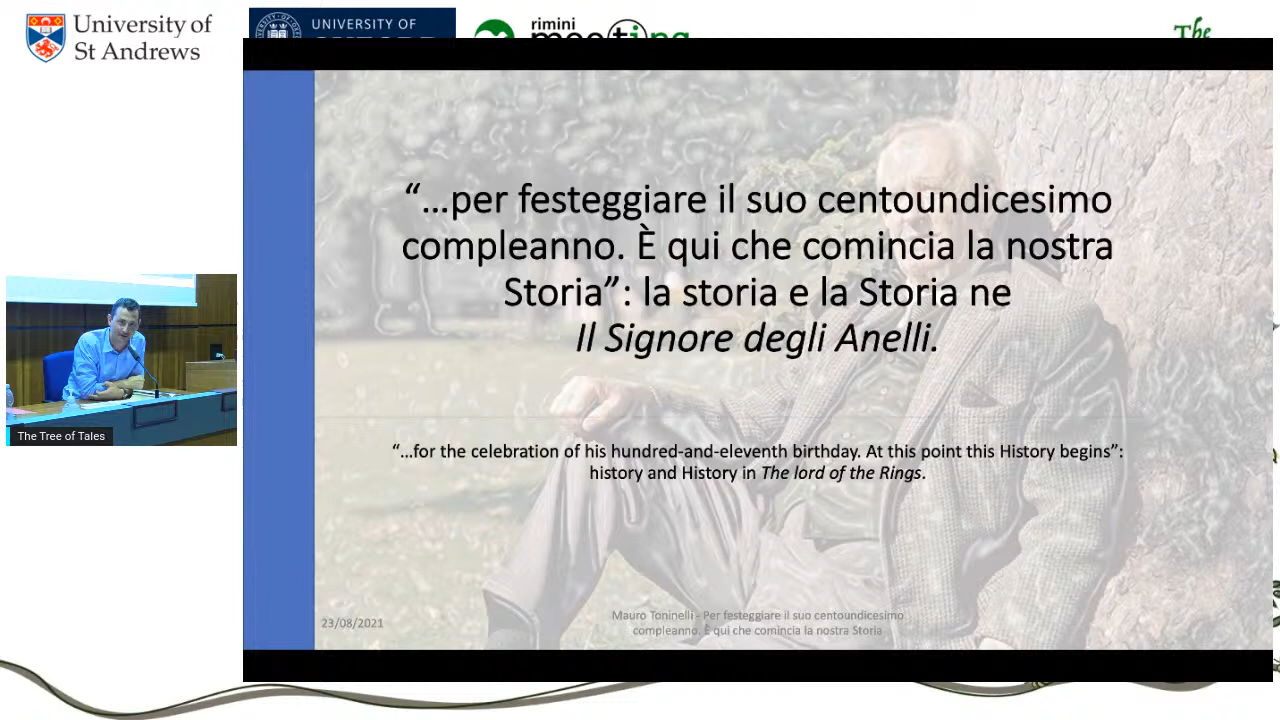 University of
St Andrews
UNIVERSITY OF
rimini
meeting
The
“...per festeggiare il suo centoundicesimo
compleanno. È qui che comincia la nostra
Storia”: la storia e la Storia ne
Il Signore degli Anelli.
“...for the celebration of his hundred-and-eleventh birthday. At this point this History begins”:
history and History in The lord of the Rings.
The Tree of Tales
23/08/2021
Mauro Toninelli - Per festeggiare il suo centoundicesimo
compleanno. È qui che comincia la nostra Storia